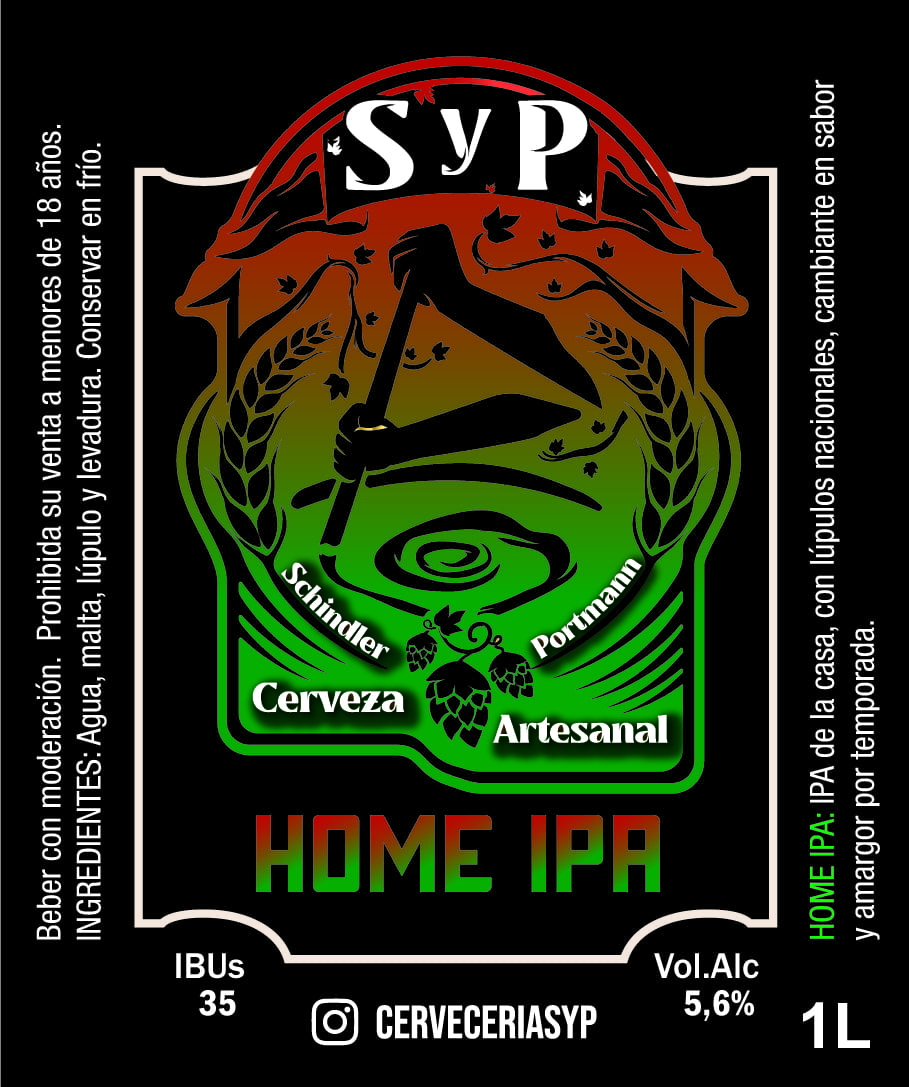 Beber con moderación. Prohibida su venta a menores de 18 años.
INGREDIENTES: Agua, malta, lúpulo y levadura. Conservar en frío.
SyP
Schindler
Portmann
Cerveza
Artesanal
HOME IPA
IBUs
35
Vol.Alc
5,6%
CERVECERIASYP
1L
HOME IPA: IPA de la casa, con lúpulos nacionales, cambiante en sabor
y amargor por temporada.